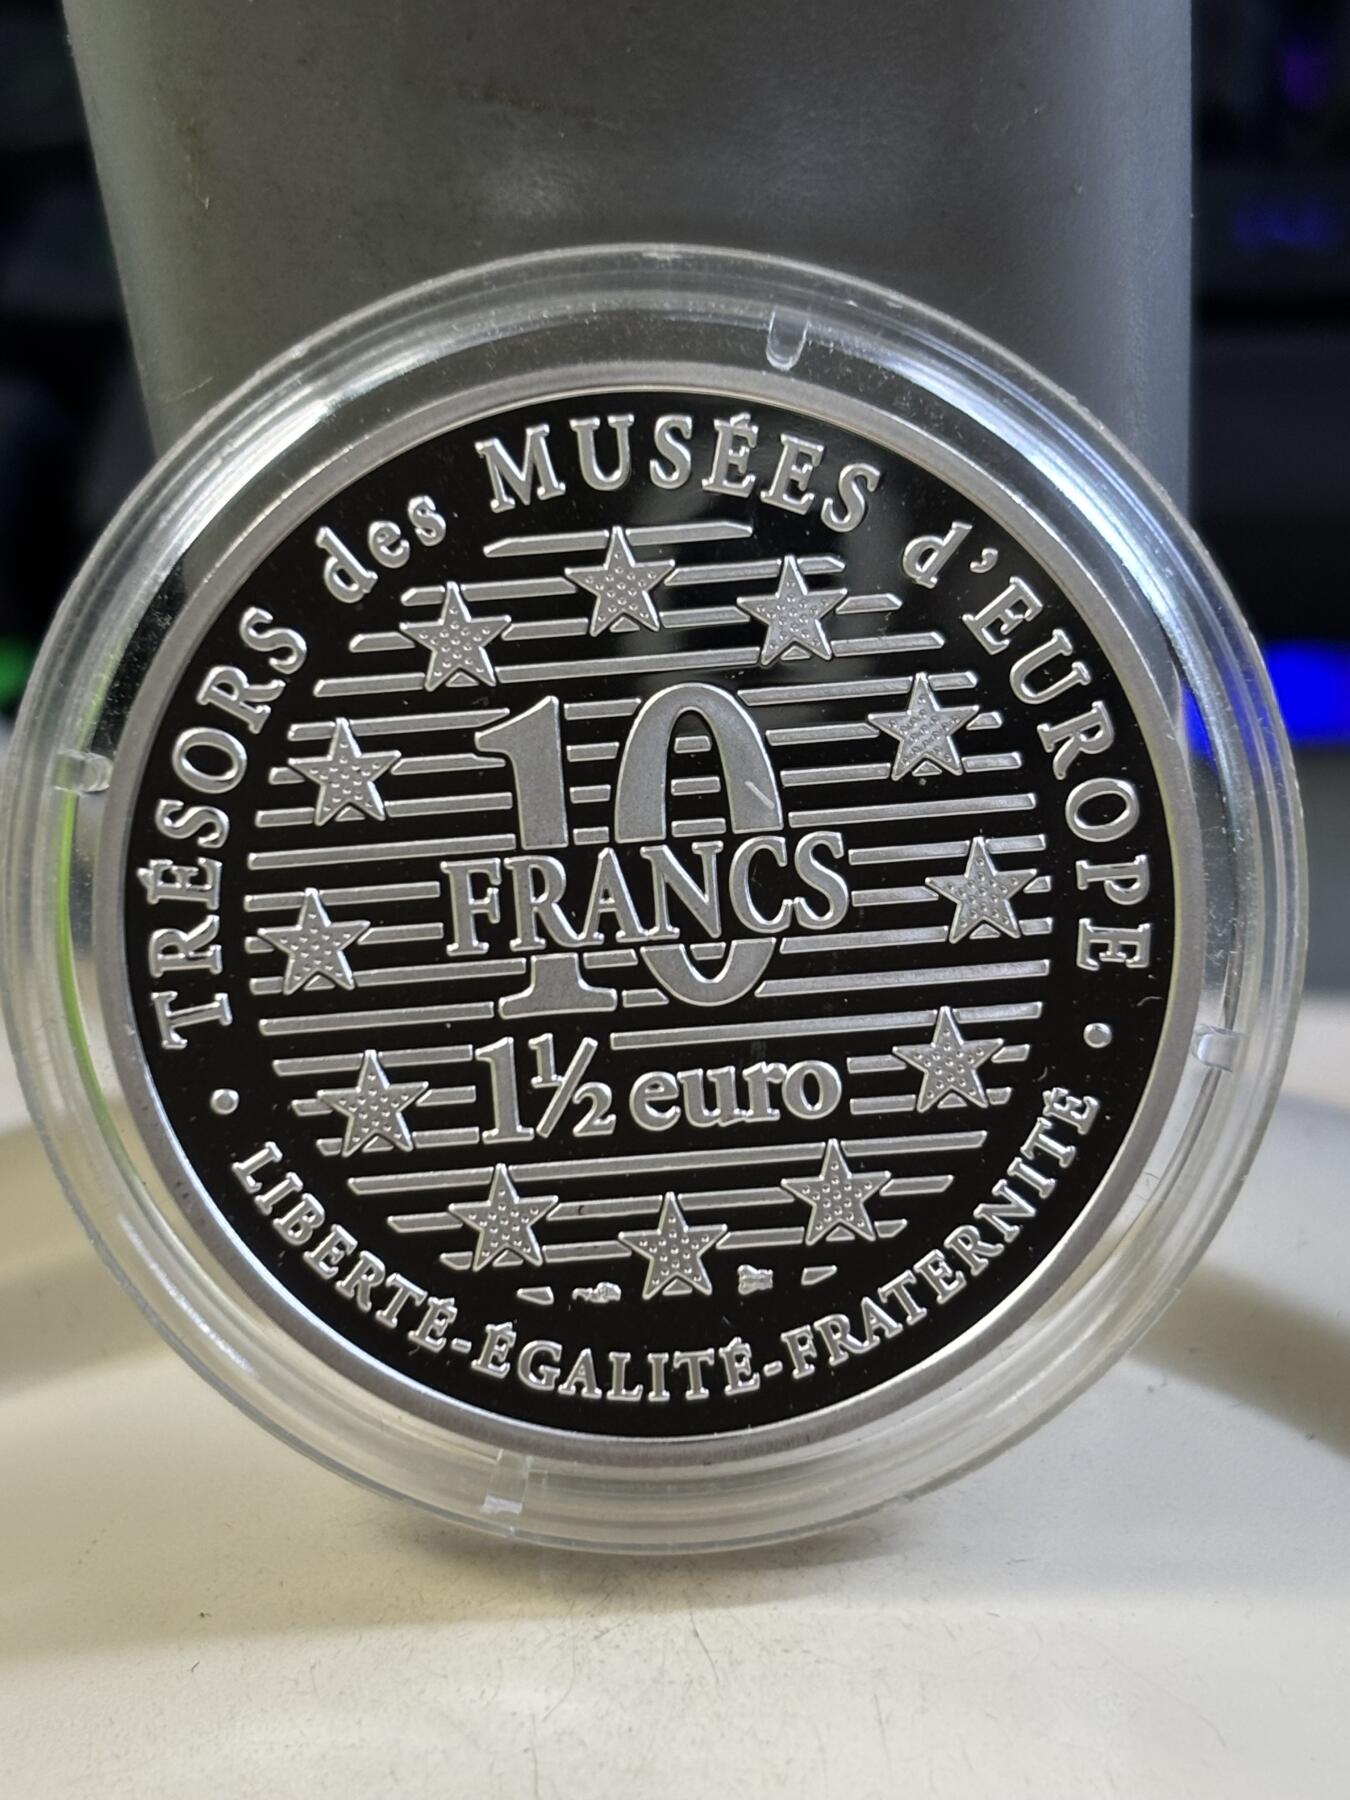 TRÉSORS des MUSÉES d'EUROPE
10
FRANCS
1½ euro
LIBERTÉ-ÉGALITÉ-FRATERNITÉ